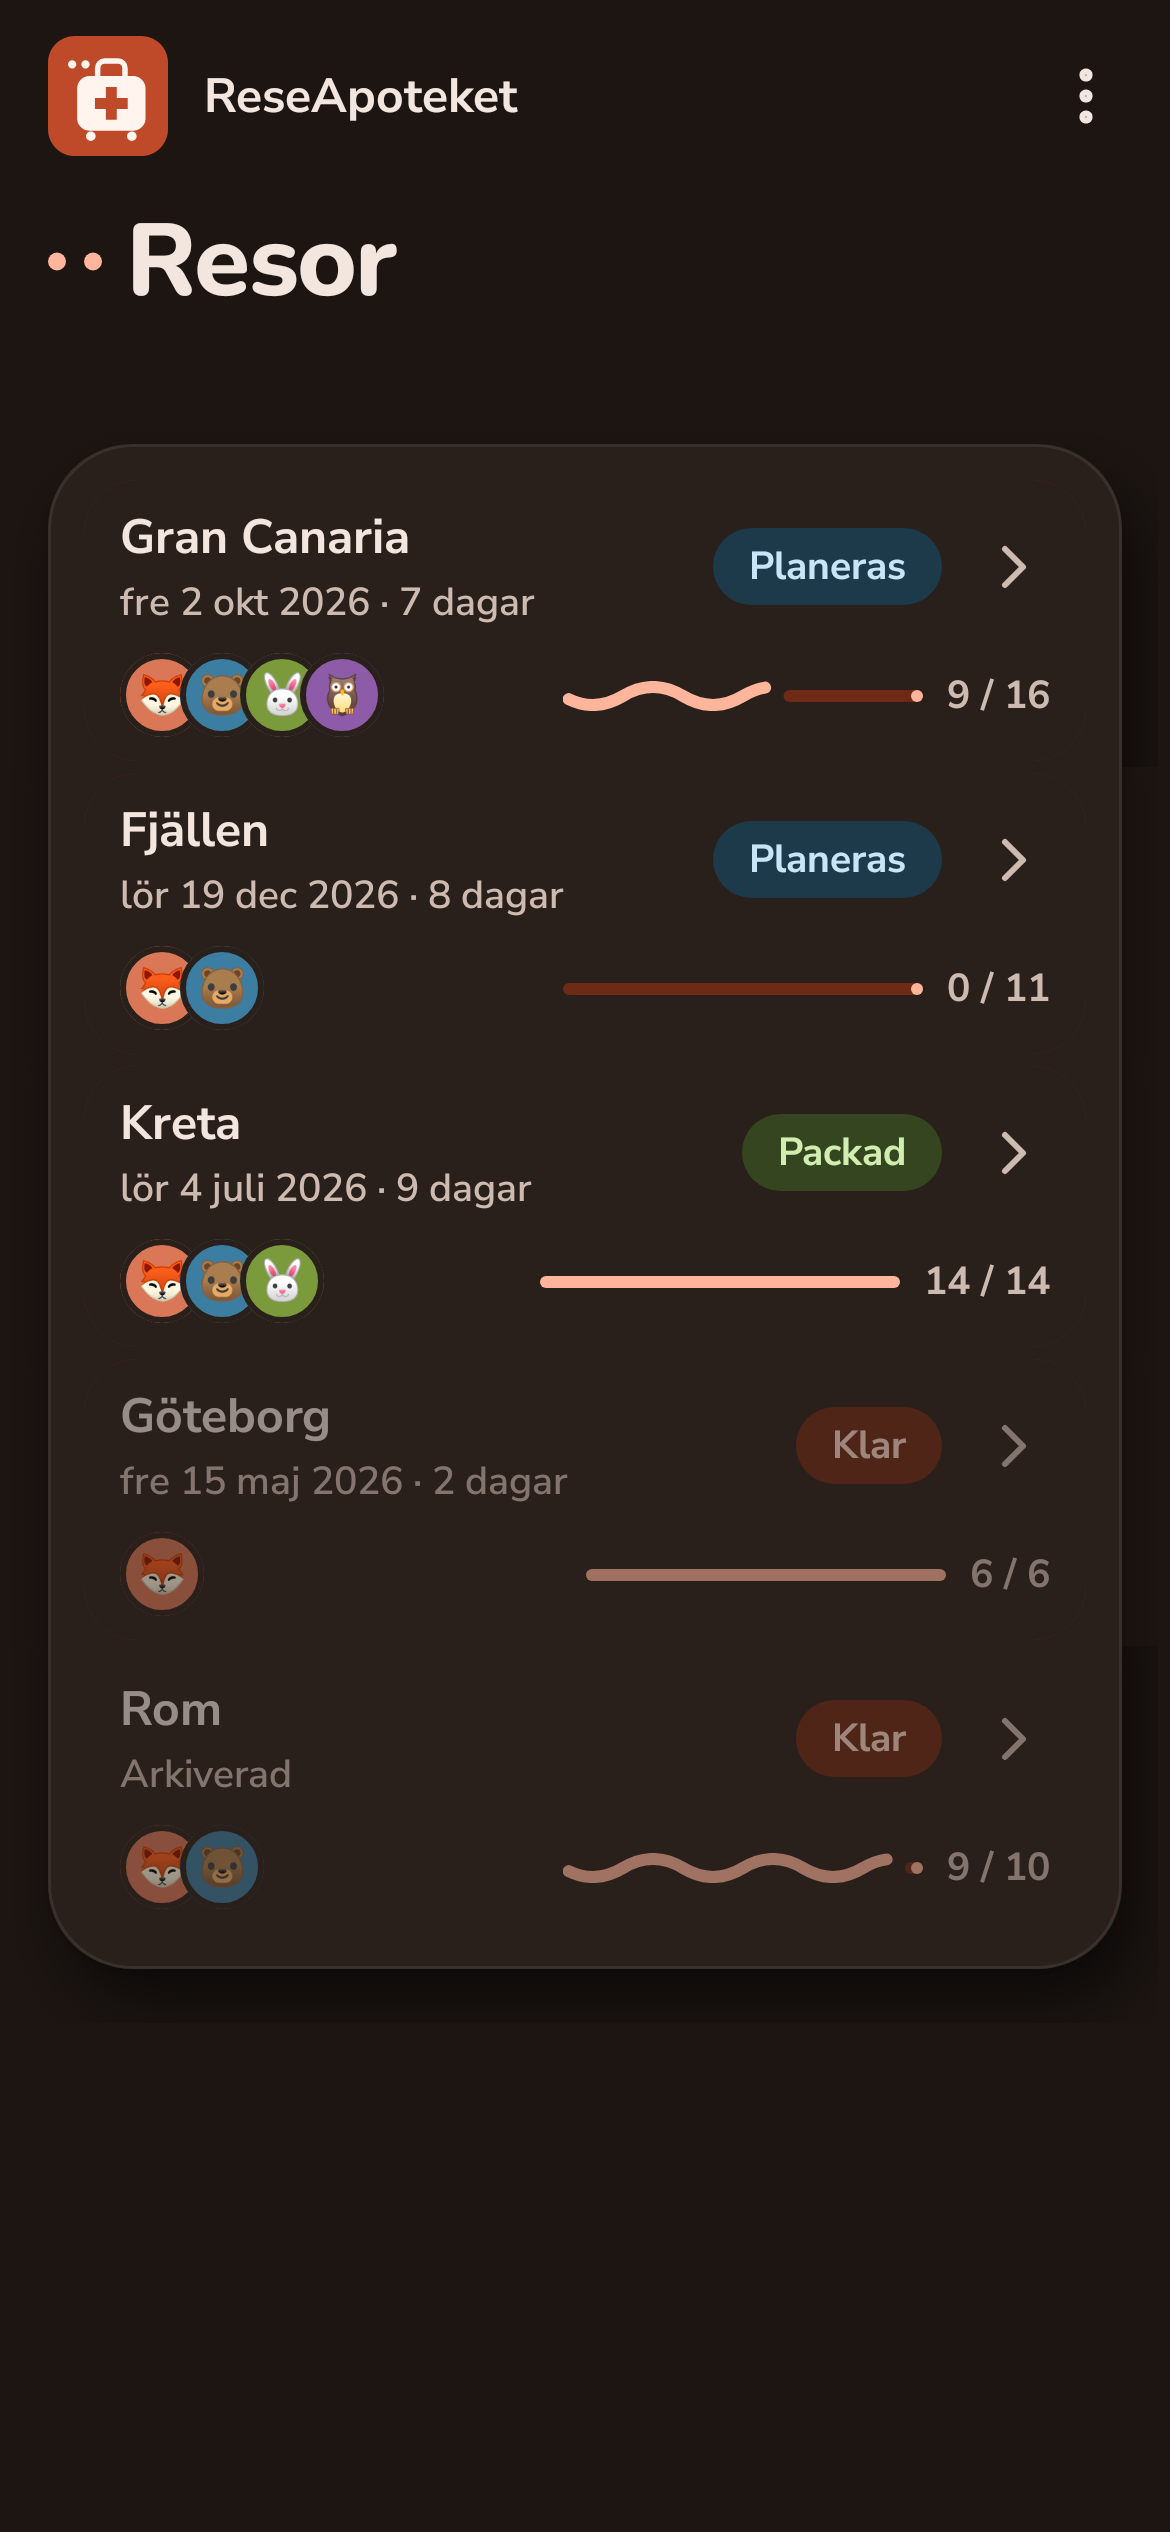 ReseApoteket
Resor
Gran Canaria
Planeras
fre 2 okt 2026 · 7 dagar
9 / 16
Fjällen
Planeras
lör 19 dec 2026 · 8 dagar
0 / 11
Kreta
Packad
lör 4 juli 2026 · 9 dagar
14 / 14
Göteborg
Klar
fre 15 maj 2026 · 2 dagar
6 / 6
Rom
Klar
Arkiverad
9 / 10